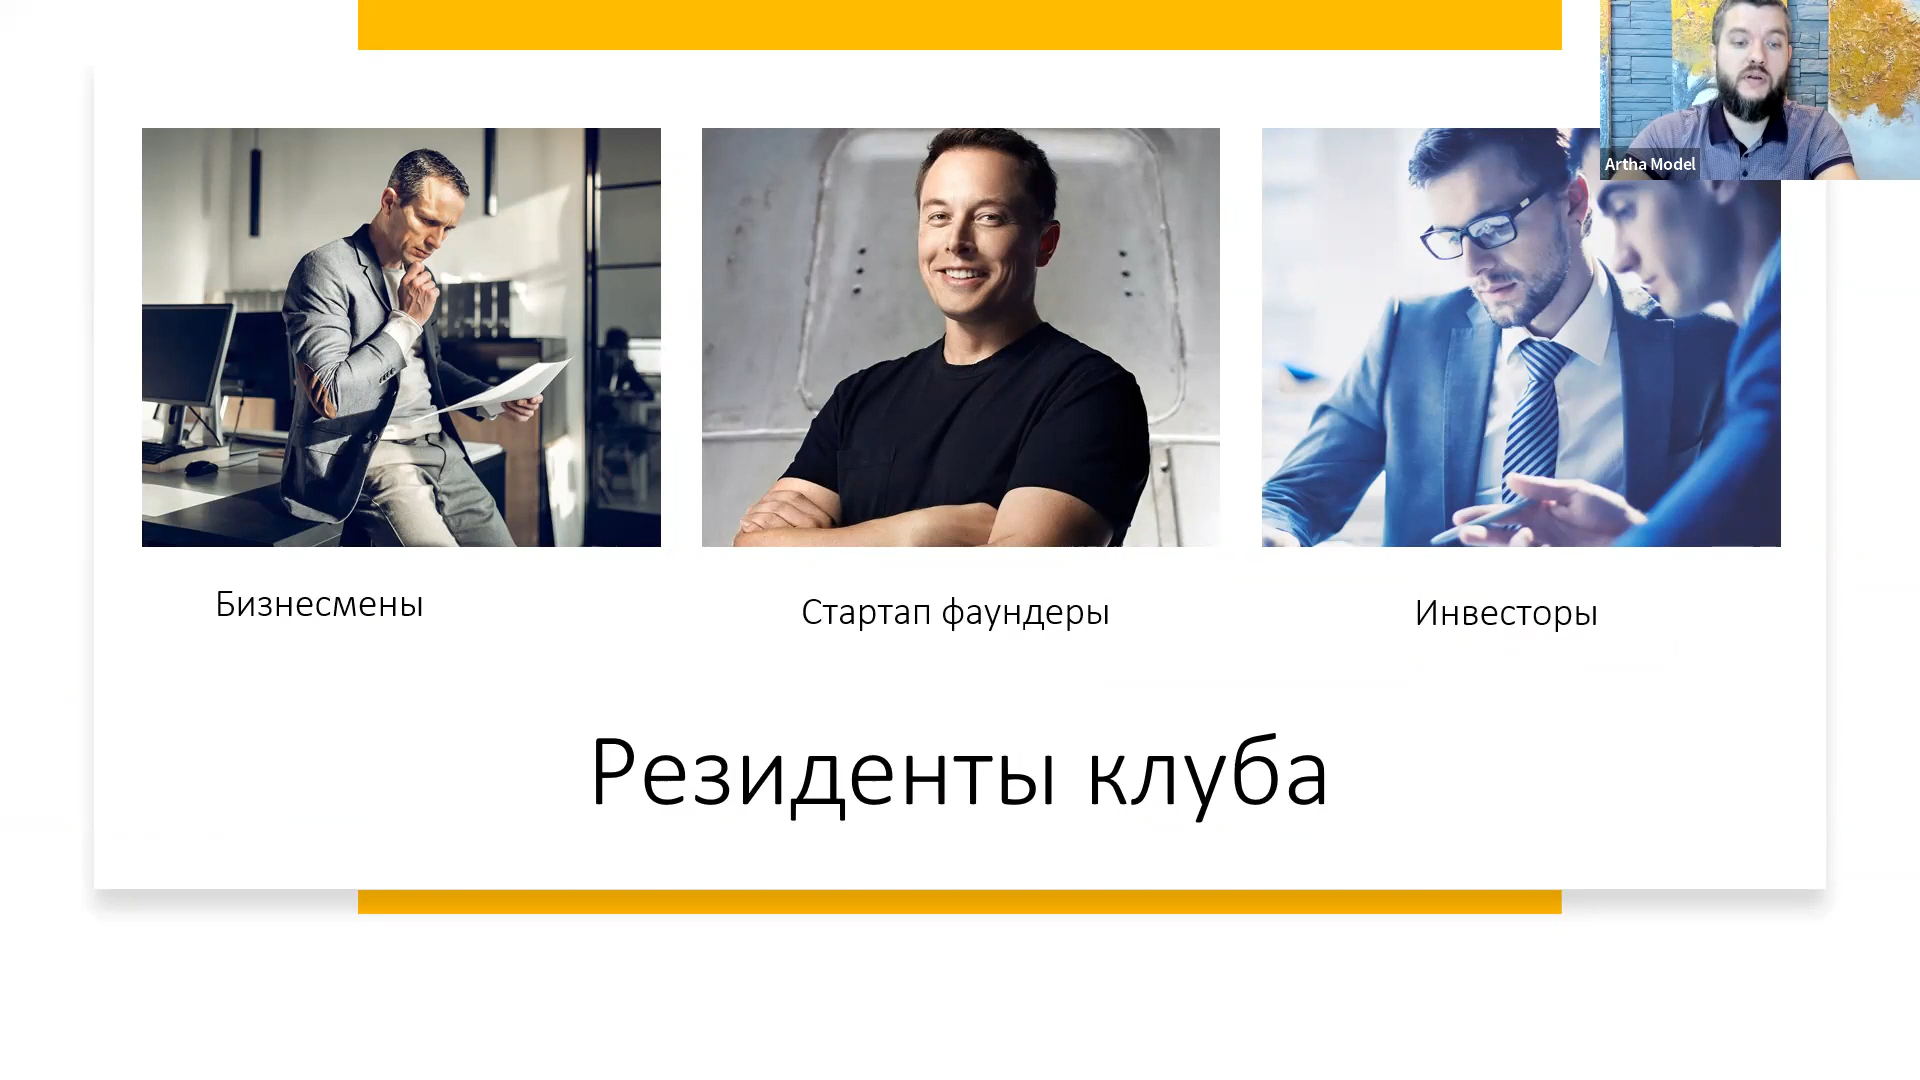 Artha Model
Бизнесмены
Стартап фаундеры
Инвесторы
Резиденты клуба